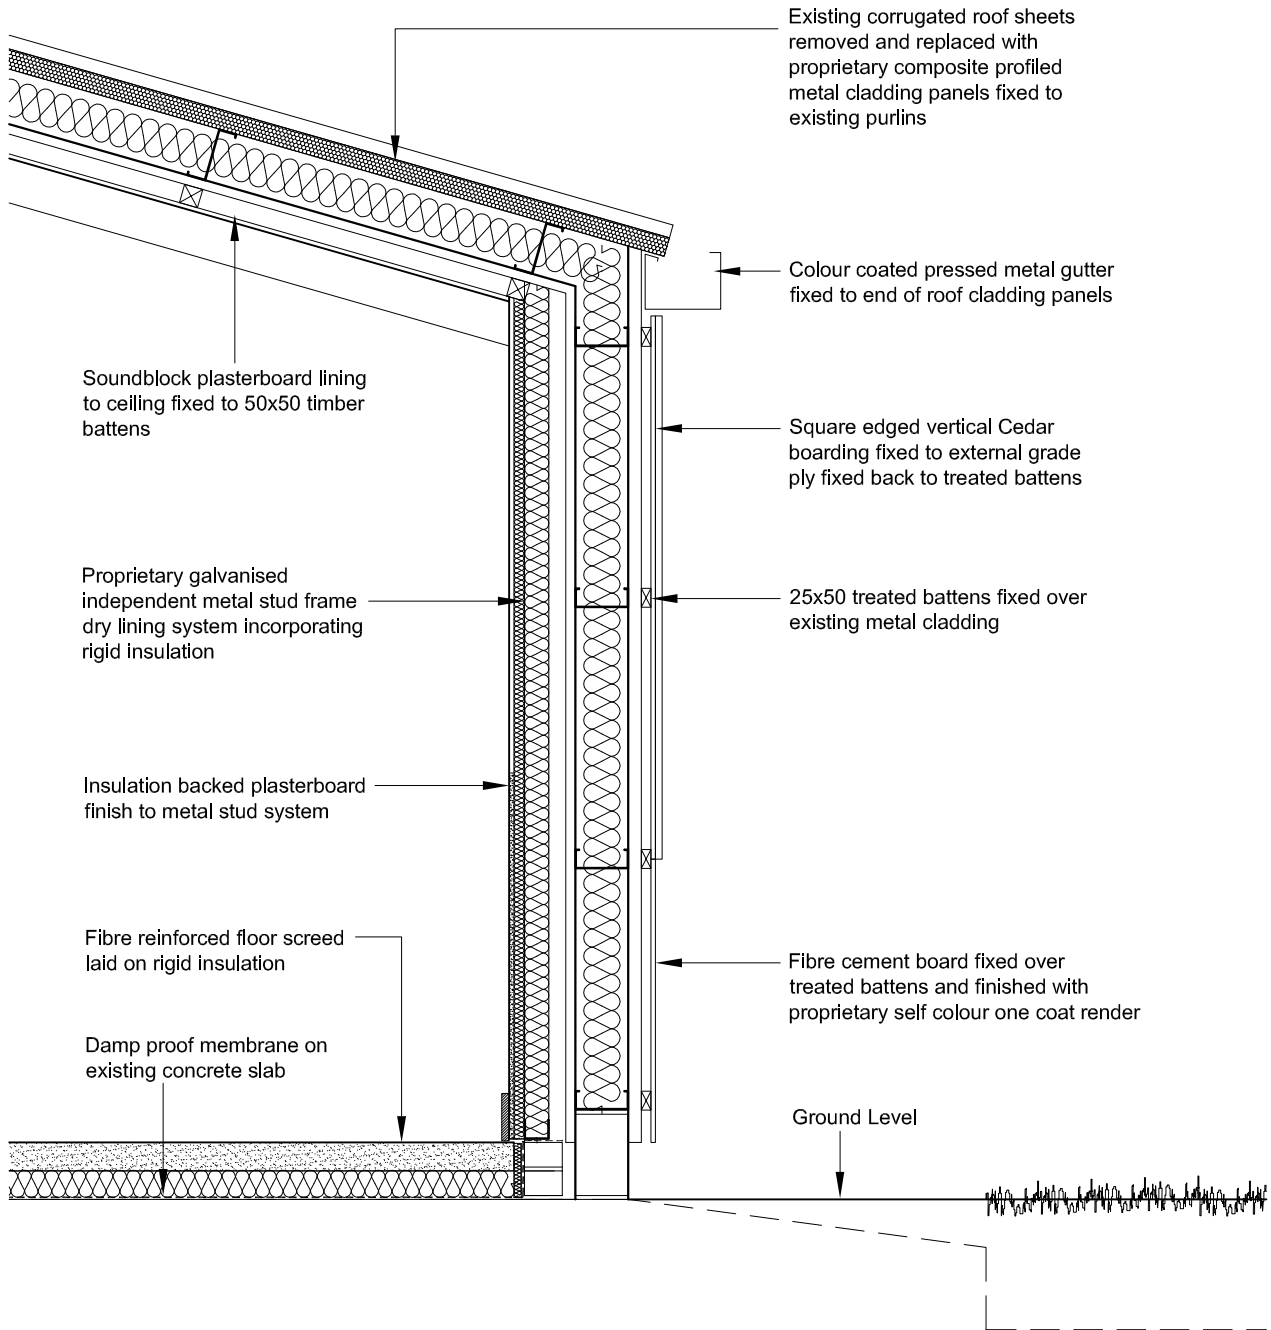 Existing corrugated roof sheets
removed and replaced with
proprietary composite profiled
metal cladding panels fixed to
existing purlins
Colour coated pressed metal gutter
fixed to end of roof cladding panels
Soundblock plasterboard lining
to ceiling fixed to 50x50 timber
battens
Square edged vertical Cedar
boarding fixed to external grade
ply fixed back to treated battens
Proprietary galvanised
independent metal stud frame
dry lining system incorporating
rigid insulation
25x50 treated battens fixed over
existing metal cladding
Insulation backed plasterboard
finish to metal stud system
Fibre reinforced floor screed
laid on rigid insulation
Fibre cement board fixed over
treated battens and finished with
proprietary self colour one coat render
Damp proof membrane on
existing concrete slab
Ground Level